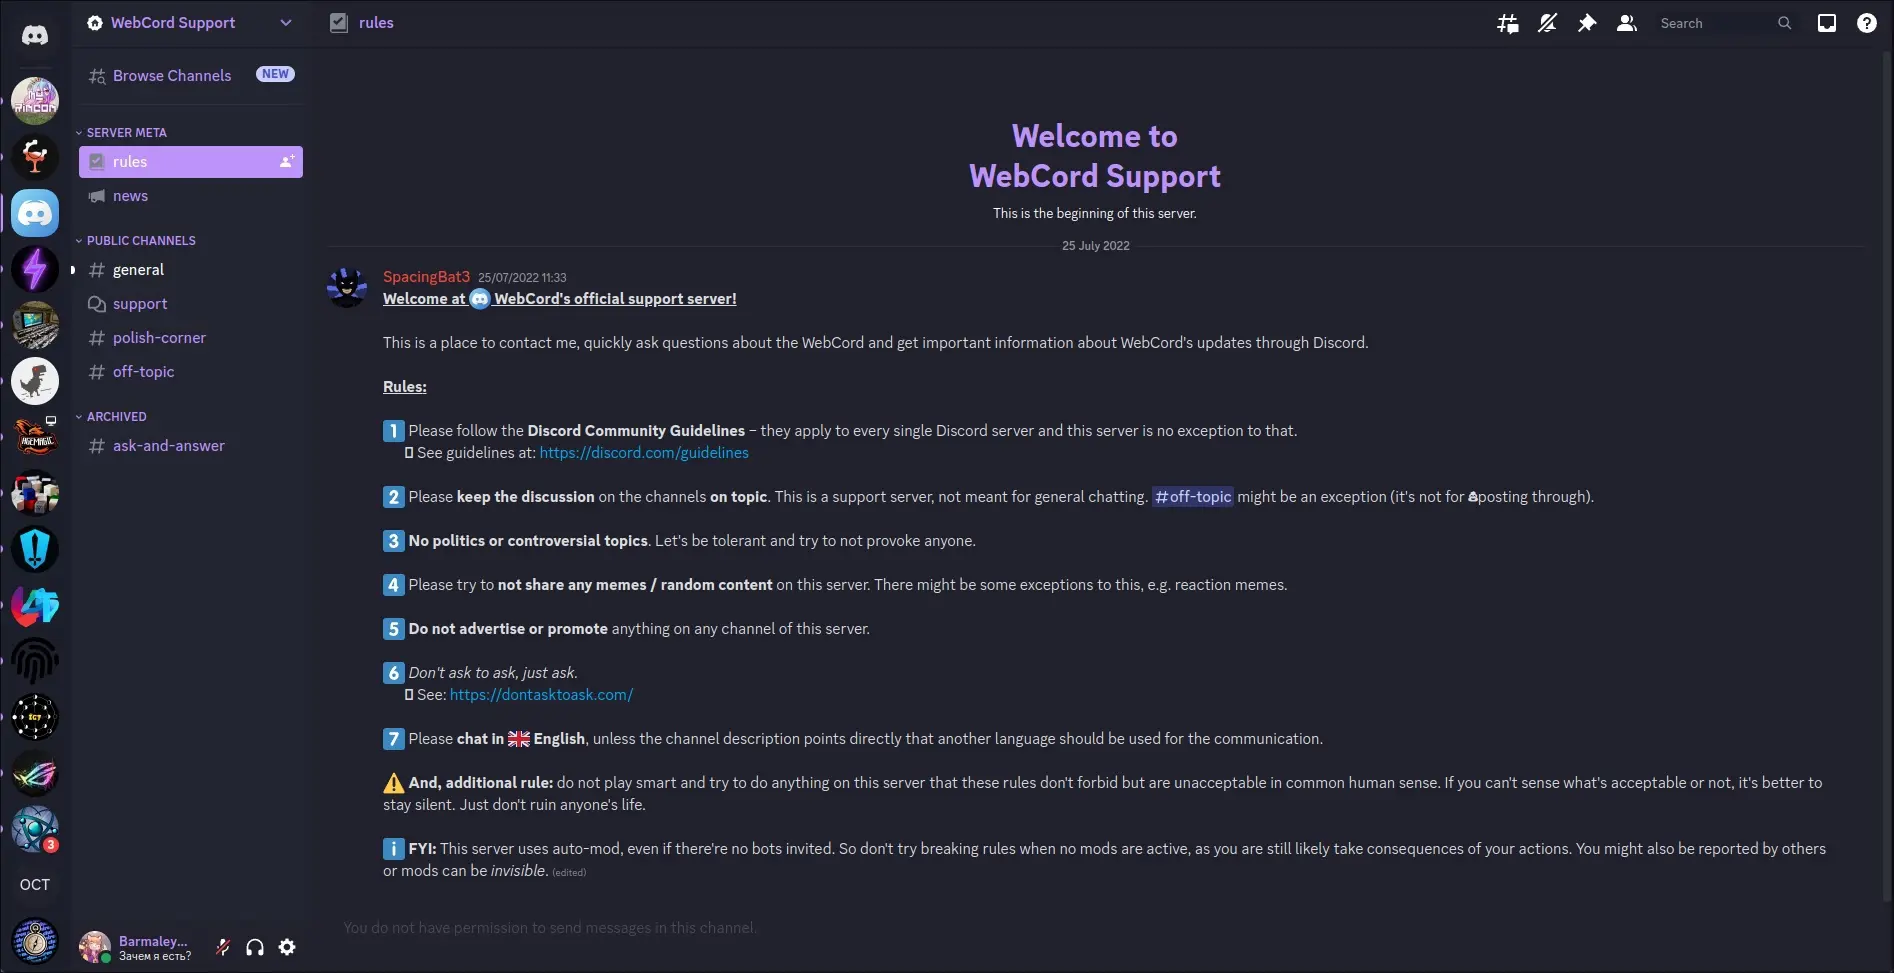 WebCord Support
rules
Search
Browse Channels
NEW
SERVER META
rules
news
PUBLIC CHANNELS
general
support
polish-corner
off-topic
ARCHIVED
ask-and-answer
RINCON
OCT
3
Barmaley...
Зачем я есть?
Welcome to
WebCord Support
This is the beginning of this server.
25 July 2022
SpacingBat3 25/07/2022 11:33
Welcome at WebCord's official support server!
This is a place to contact me, quickly ask questions about the WebCord and get important information about WebCord's updates through Discord.
Rules:
1 Please follow the Discord Community Guidelines – they apply to every single Discord server and this server is no exception to that.
See guidelines at: https://discord.com/guidelines
2 Please keep the discussion on the channels on topic. This is a support server, not meant for general chatting. #off-topic might be an exception (it's not for 💩posting through).
3 No politics or controversial topics. Let's be tolerant and try to not provoke anyone.
4 Please try to not share any memes / random content on this server. There might be some exceptions to this, e.g. reaction memes.
5 Do not advertise or promote anything on any channel of this server.
6 Don't ask to ask, just ask.
See: https://dontasktoask.com/
7 Please chat in 🇬🇧 English, unless the channel description points directly that another language should be used for the communication.
⚠️ And, additional rule: do not play smart and try to do anything on this server that these rules don't forbid but are unacceptable in common human sense. If you can't sense what's acceptable or not, it's better to
stay silent. Just don't ruin anyone's life.
ℹ️ FYI: This server uses auto-mod, even if there're no bots invited. So don't try breaking rules when no mods are active, as you are still likely take consequences of your actions. You might also be reported by others
or mods can be invisible. (edited)
You do not have permission to send messages in this channel.